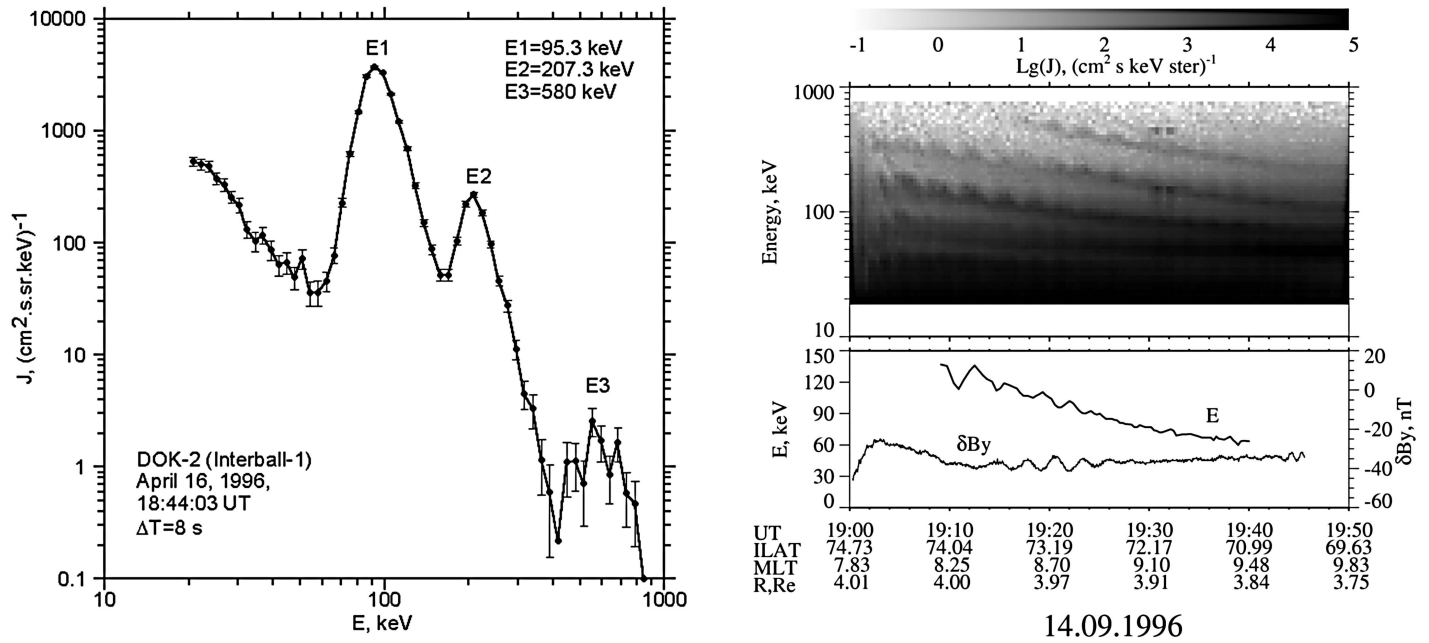 10000
1000
100
10
1
0.1
J, (cm2.s.sr.keV)-1
E1
E1=95.3 keV
E2=207.3 keV
E3=580 keV
E2
E3
DOK-2 (Interball-1)
April 16, 1996,
18:44:03 UT
ΔT=8 s
10 100 1000
E, keV
-1 0 1 2 3 4 5
Lg(J), (cm2 s keV ster)-1
1000
100
10
Energy, keV
150
120
90
60
30
0
E, keV
E
δBy
20
0
-20
-40
-60
δBy, nT
UT 19:00 19:10 19:20 19:30 19:40 19:50
ILAT 74.73 74.04 73.19 72.17 70.99 69.63
MLT 7.83 8.25 8.70 9.10 9.48 9.83
R,Re 4.01 4.00 3.97 3.91 3.84 3.75
14.09.1996